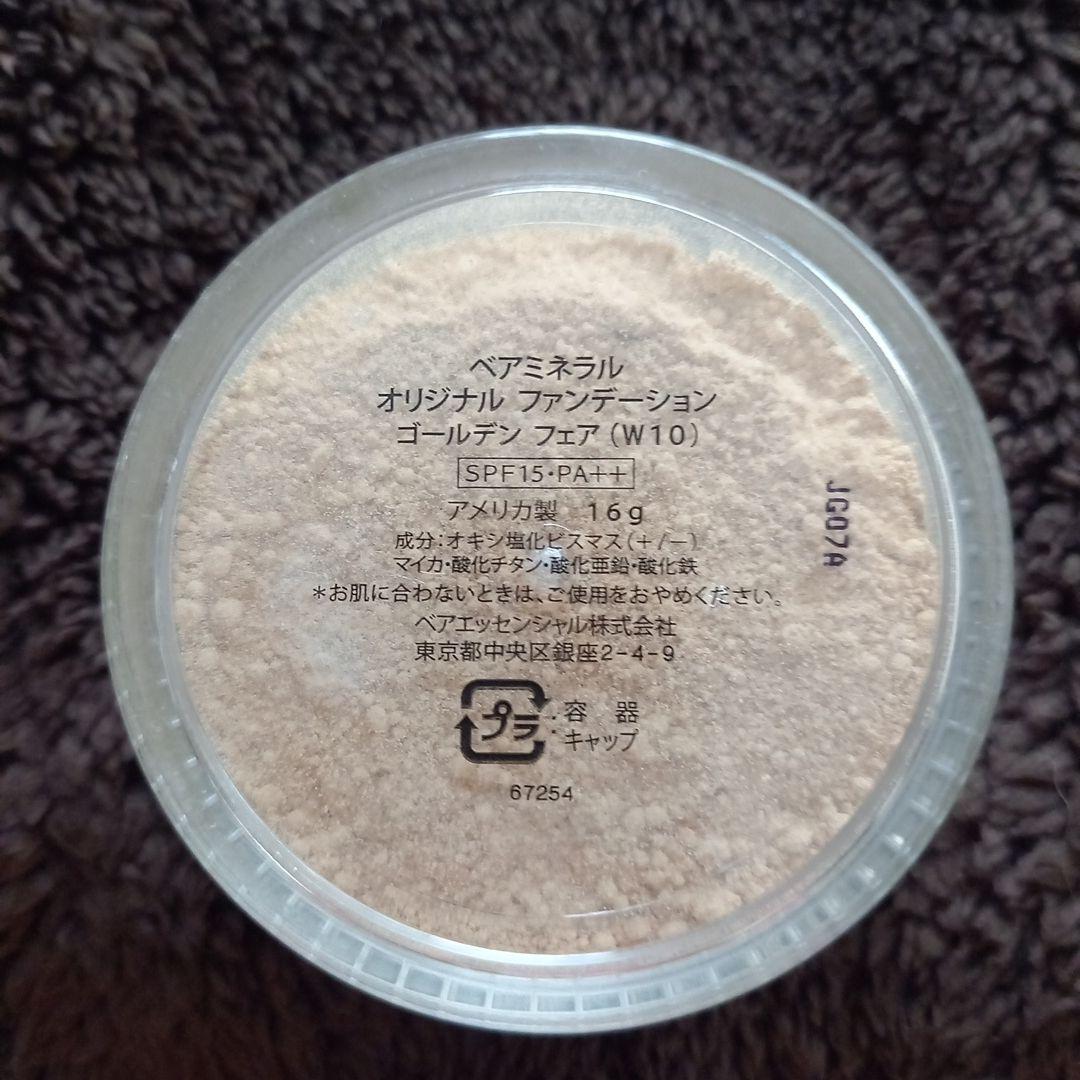 ベアミネラル
オリジナル ファンデーション
ゴールデン フェア（W10）
SPF15・PA++
アメリカ製　16g
成分：オキシ塩化ビスマス（+/−）
マイカ・酸化チタン・酸化亜鉛・酸化鉄
＊お肌に合わないときは、ご使用をおやめください。
ベアエッセンシャル株式会社
東京都中央区銀座2-4-9
プラ：容　器
キャップ
67254
JG07A